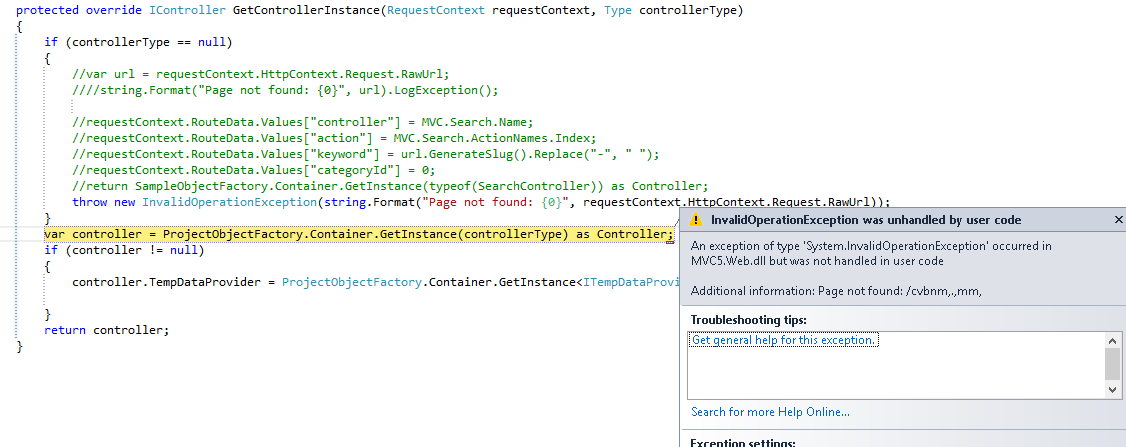 protected override IController GetControllerInstance(RequestContext requestContext, Type controllerType)
{
if (controllerType == null)
{
//var url = requestContext.HttpContext.Request.RawUrl;
////string.Format("Page not found: {0}", url).LogException();
//requestContext.RouteData.Values["controller"] = MVC.Search.Name;
//requestContext.RouteData.Values["action"] = MVC.Search.ActionNames.Index;
//requestContext.RouteData.Values["keyword"] = url.GenerateSlug().Replace("-", " ");
//requestContext.RouteData.Values["categoryId"] = 0;
//return SampleObjectFactory.Container.GetInstance(typeof(SearchController)) as Controller;
throw new InvalidOperationException(string.Format("Page not found: {0}", requestContext.HttpContext.Request.RawUrl));
}
var controller = ProjectObjectFactory.Container.GetInstance(controllerType) as Controller;
if (controller != null)
{
controller.TempDataProvider = ProjectObjectFactory.Container.GetInstance<ITempDataProvi
}
return controller;
}
InvalidOperationException was unhandled by user code
An exception of type 'System.InvalidOperationException' occurred in
MVC5.Web.dll but was not handled in user code
Additional information: Page not found: /cvbnm,.,mm,
Troubleshooting tips:
Get general help for this exception.
Search for more Help Online...
Exception settings: